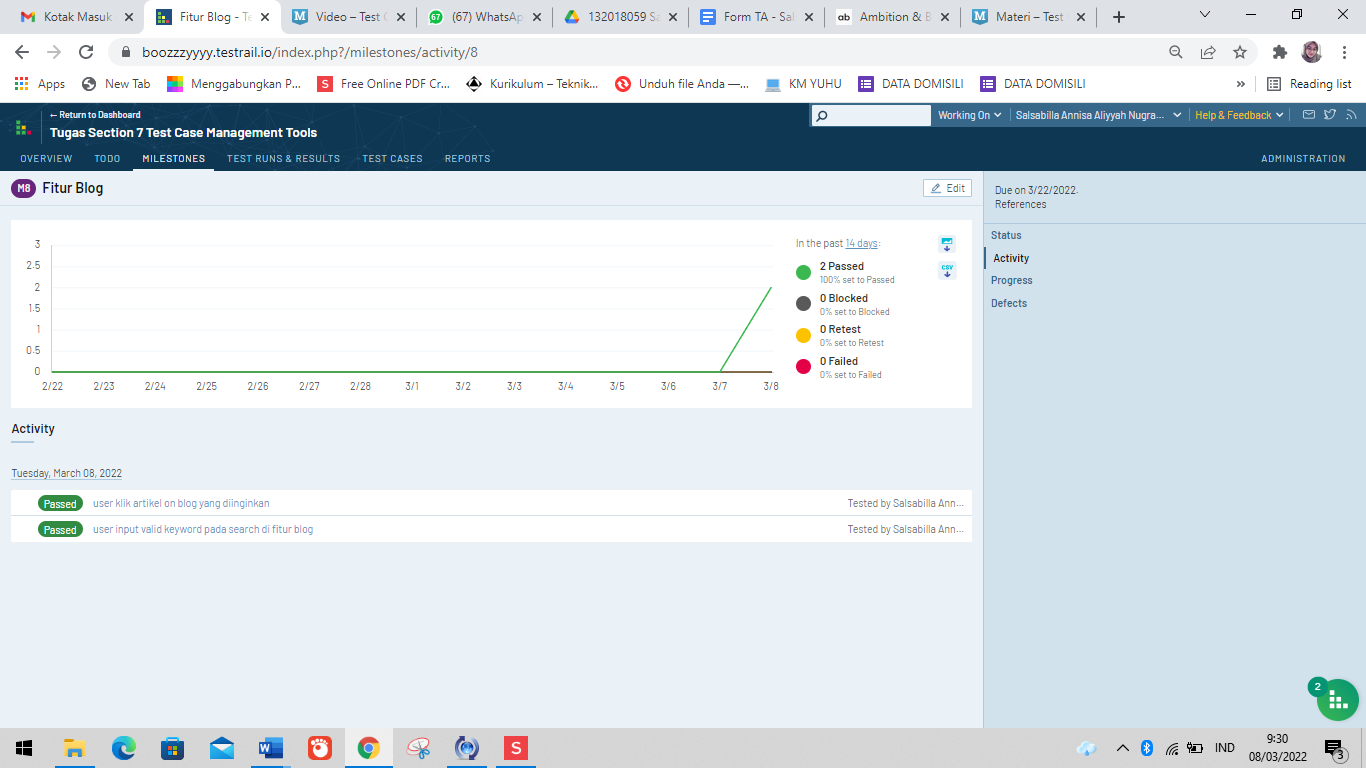 Kotak Masuk
Fitur Blog - Te
Video – Test C
(67) WhatsAp
132018059 Sa
Form TA - Sal
ab Ambition & B
Materi – Test
boozzzyyyy.testrail.io/index.php?/milestones/activity/8
Apps
New Tab
Menggabungkan P...
S Free Online PDF Cr...
Kurikulum – Teknik...
Unduh file Anda —...
KM YUHU
DATA DOMISILI
DATA DOMISILI
»
Reading list
← Return to Dashboard
Tugas Section 7 Test Case Management Tools
Working On
Salsabilla Annisa Aliyyah Nugra...
Help & Feedback
OVERVIEW TODO MILESTONES TEST RUNS & RESULTS TEST CASES REPORTS ADMINISTRATION
M8 Fitur Blog
Edit
Due on 3/22/2022.
References
Status
Activity
Progress
Defects
3
2.5
2
1.5
1
0.5
0
2/22 2/23 2/24 2/25 2/26 2/27 2/28 3/1 3/2 3/3 3/4 3/5 3/6 3/7 3/8
In the past 14 days:
CSV
2 Passed
100% set to Passed
0 Blocked
0% set to Blocked
0 Retest
0% set to Retest
0 Failed
0% set to Failed
Activity
Tuesday, March 08, 2022
Passed user klik artikel on blog yang diinginkan Tested by Salsabilla Ann...
Passed user input valid keyword pada search di fitur blog Tested by Salsabilla Ann...
2
IND
9:30
08/03/2022
3